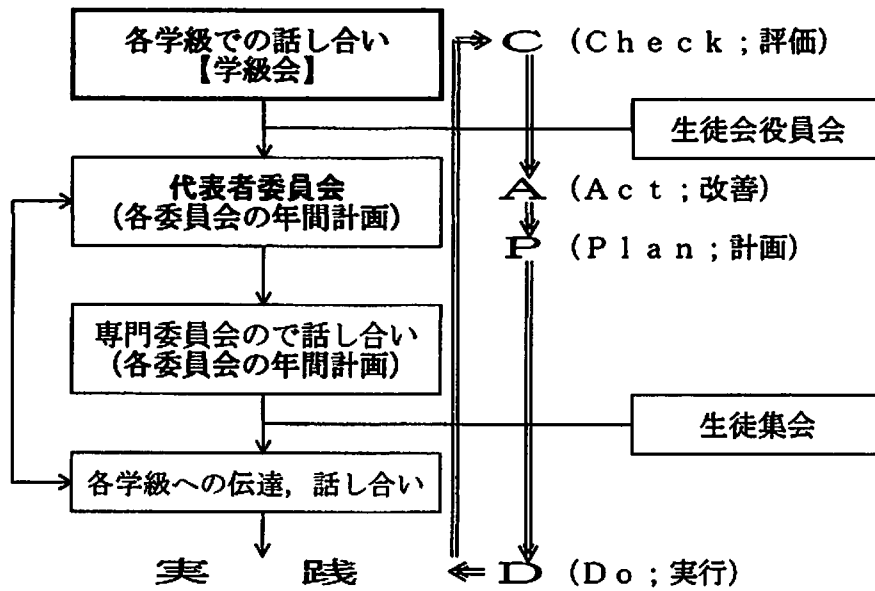 各学級での話し合い
【学級会】
C (Check;評価)
生徒会役員会
代表者委員会
(各委員会の年間計画)
A (Act;改善)
P (Plan;計画)
専門委員会ので話し合い
(各委員会の年間計画)
生徒集会
各学級への伝達，話し合い
実 践
D (Do;実行)